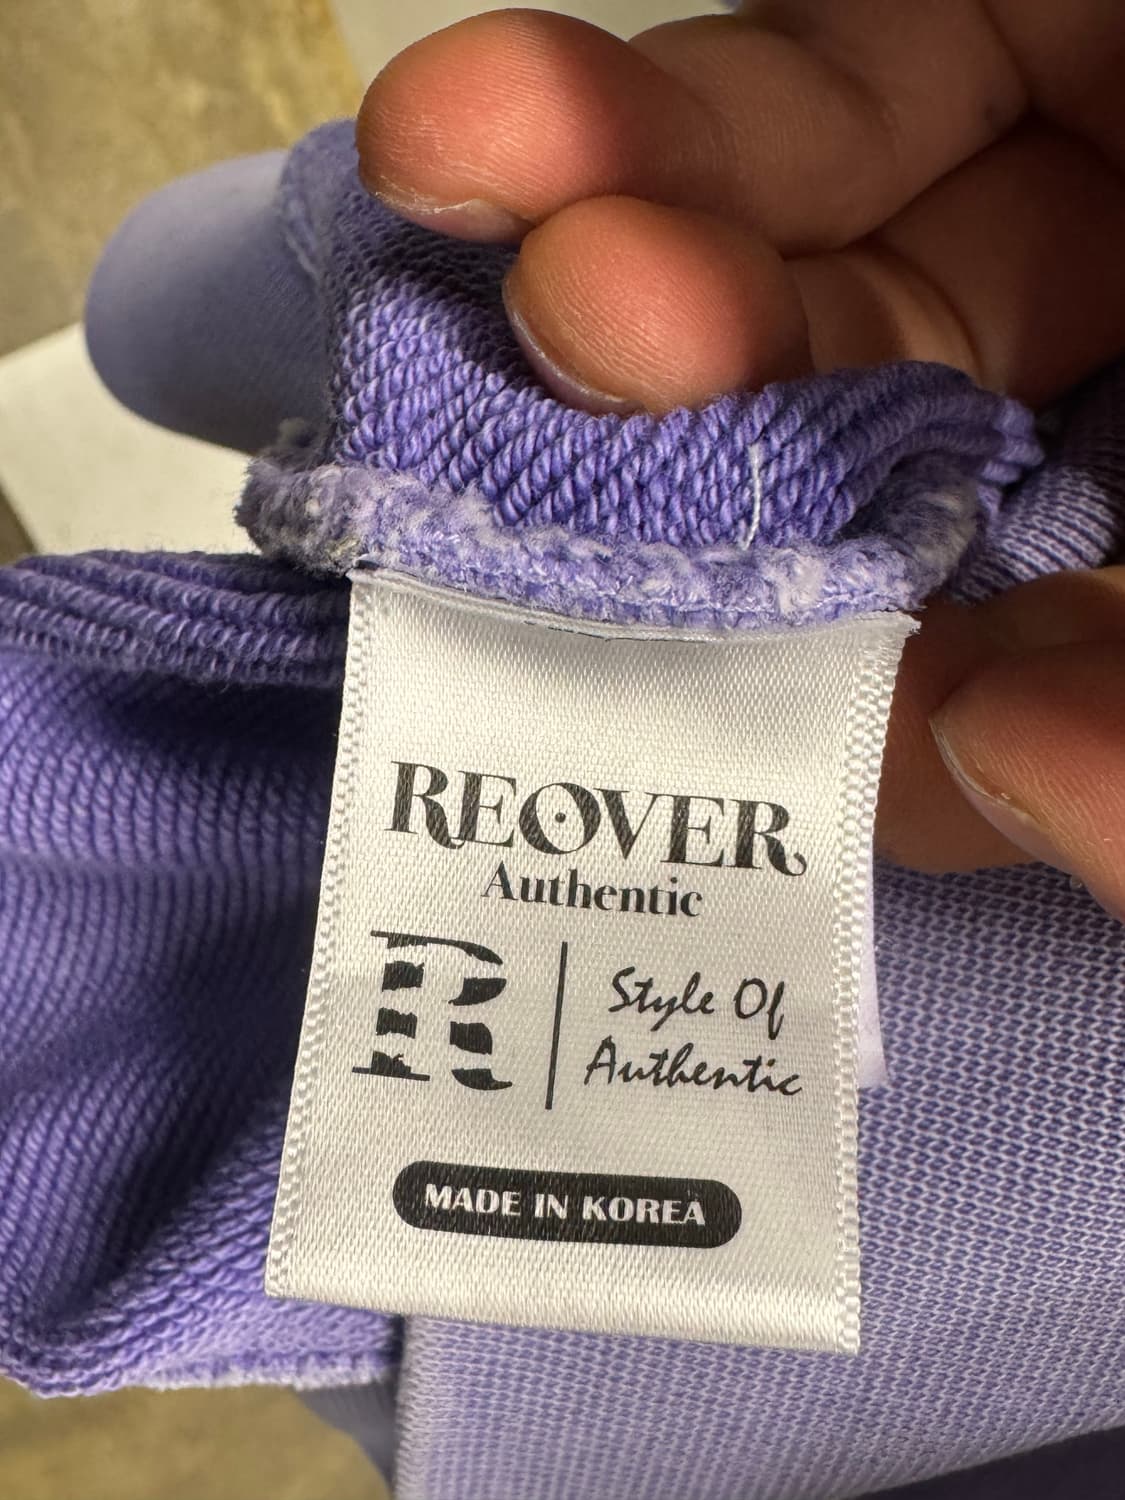 REOVER
Authentic
R
Style Of
Authentic
MADE IN KOREA